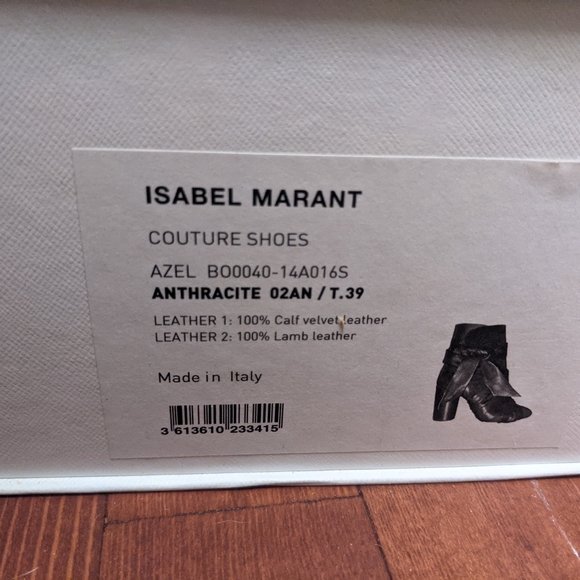 ISABEL MARANT
COUTURE SHOES
AZEL BO0040-14A016S
ANTHRACITE 02AN / T.39
LEATHER 1: 100% Calf velvet leather
LEATHER 2: 100% Lamb leather
Made in Italy
3 613610 233415